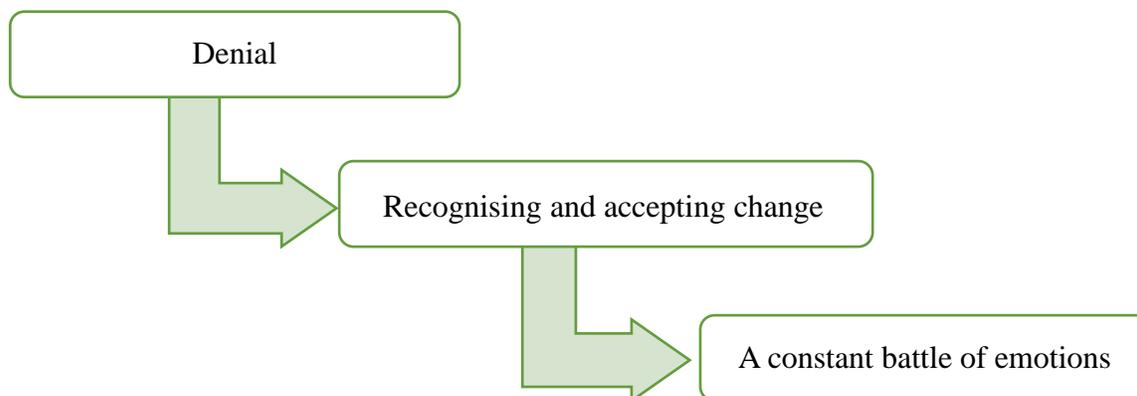 Denial
Recognising and accepting change
A constant battle of emotions